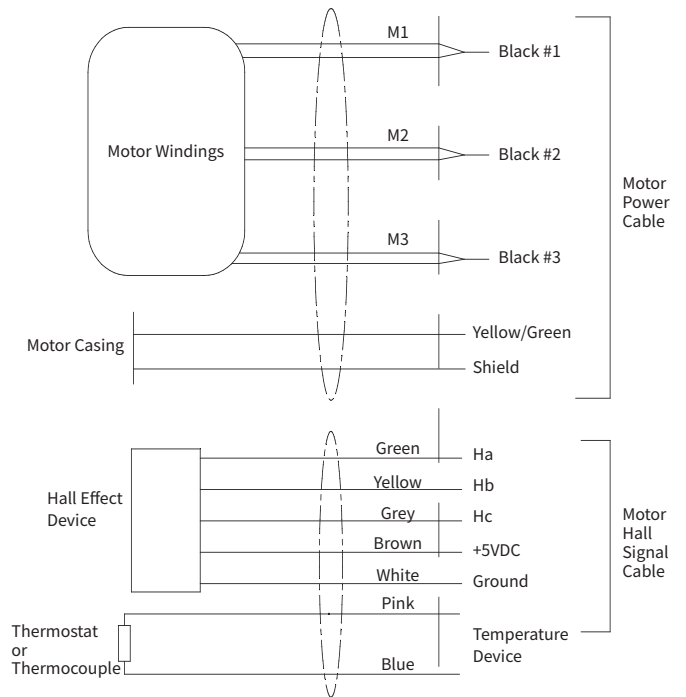 M1
Black #1
Motor Windings
M2
Black #2
Motor
Power
Cable
M3
Black #3
Motor Casing
Yellow/Green
Shield
Green
Ha
Hall Effect
Device
Yellow
Hb
Grey
Hc
Brown
+5VDC
White
Ground
Motor
Hall
Signal
Cable
Pink
Thermostat
or
Thermocouple
Temperature
Device
Blue